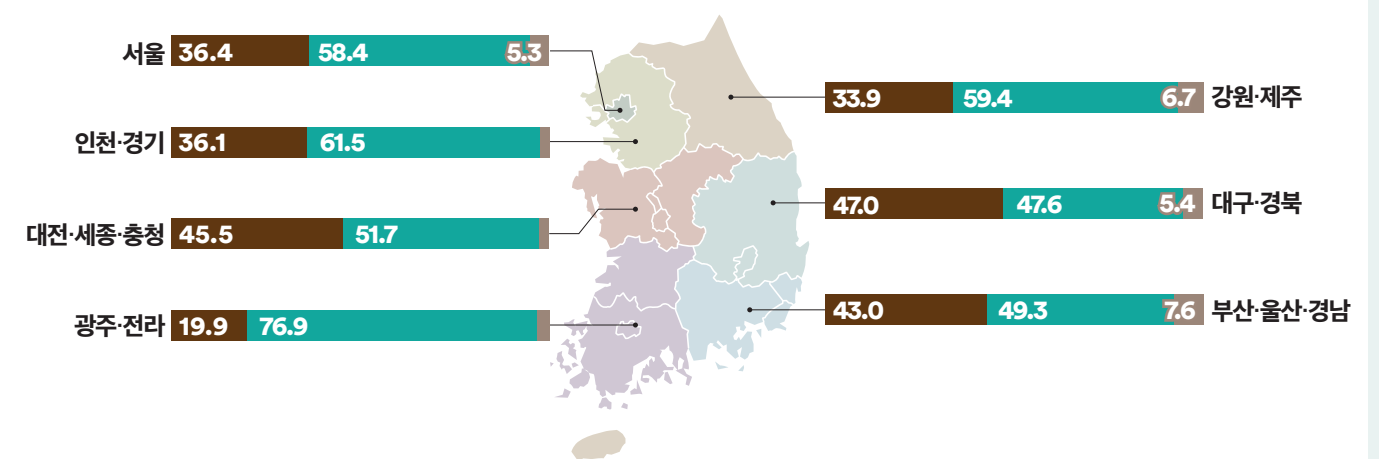 서울 36.4 58.4 5.3
인천·경기 36.1 61.5
대전·세종·충청 45.5 51.7
광주·전라 19.9 76.9
33.9 59.4 6.7 강원·제주
47.0 47.6 5.4 대구·경북
43.0 49.3 7.6 부산·울산·경남